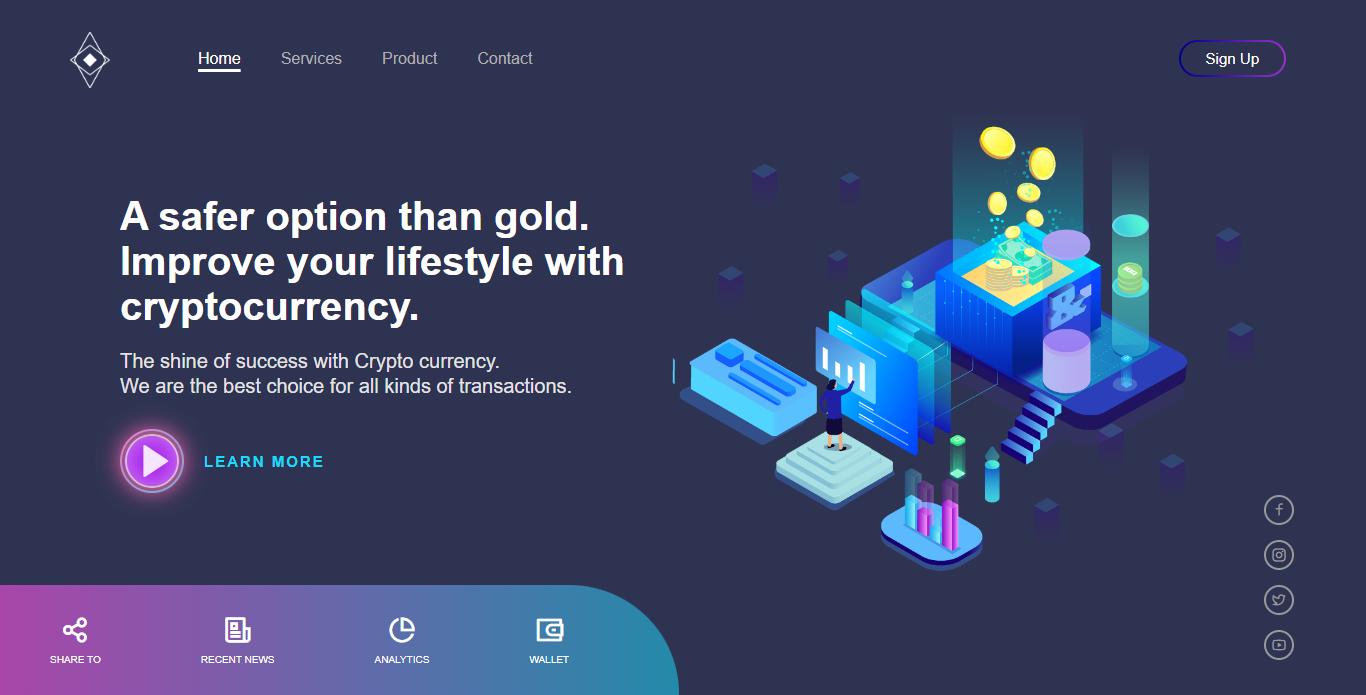 Home
Services
Product
Contact
Sign Up
A safer option than gold.
Improve your lifestyle with
cryptocurrency.
The shine of success with Crypto currency.
We are the best choice for all kinds of transactions.
LEARN MORE
SHARE TO
RECENT NEWS
ANALYTICS
WALLET